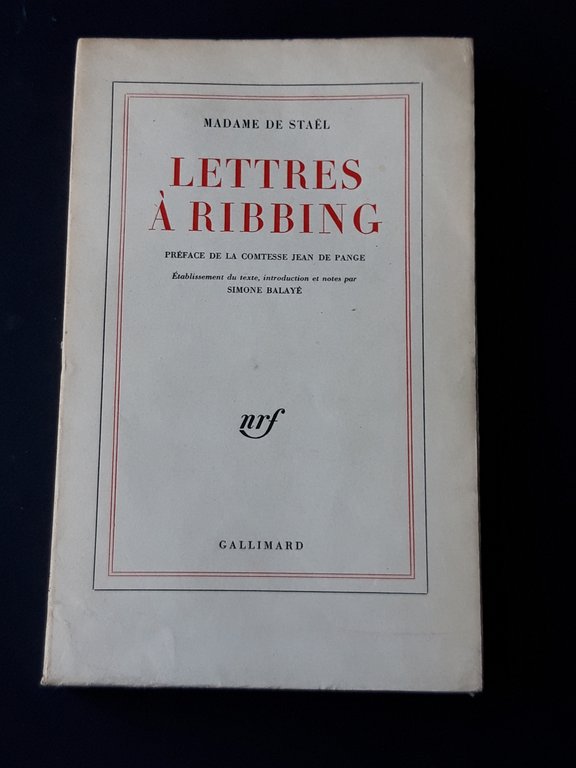 MADAME DE STAËL
LETTRES
À RIBBING
PRÉFACE DE LA COMTESSE JEAN DE PANGE
Établissement du texte, introduction et notes par
SIMONE BALAYÉ
nrf
GALLIMARD